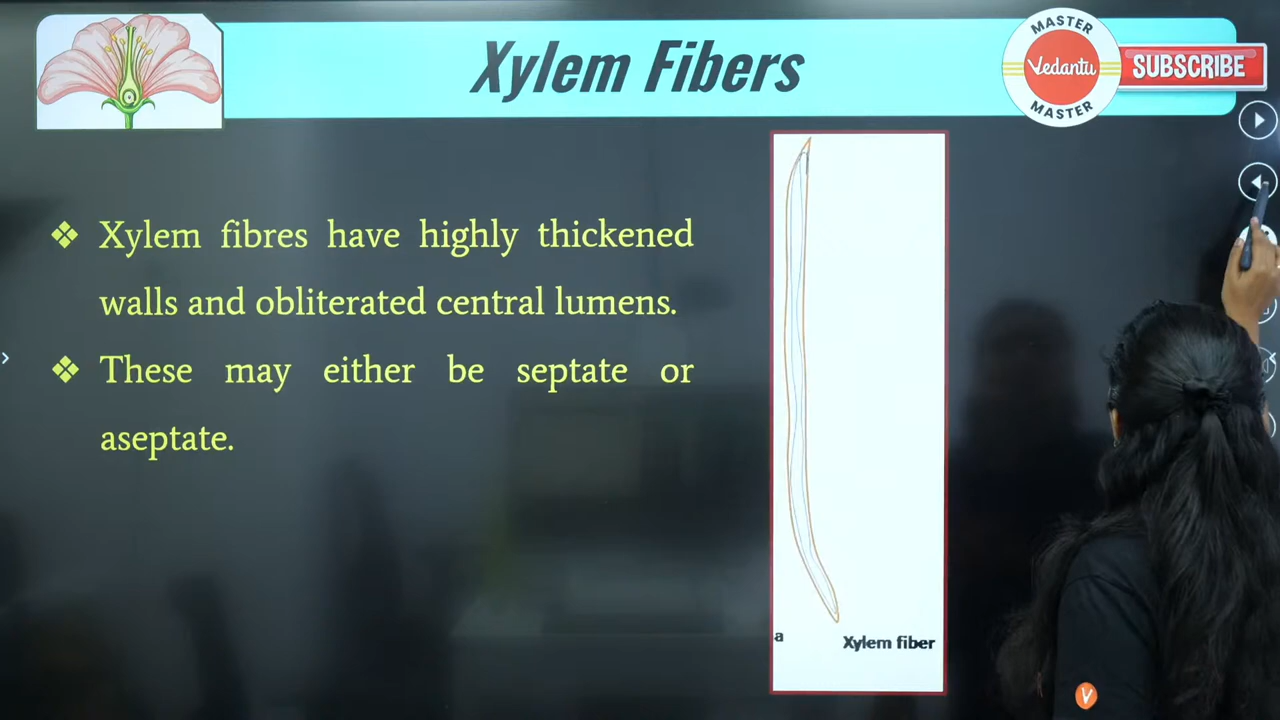 Xylem Fibers
MASTER
Vedantu
MASTER
SUBSCRIBE
❖ Xylem fibres have highly thickened
walls and obliterated central lumens.
❖ These may either be septate or
aseptate.
a
Xylem fiber
V